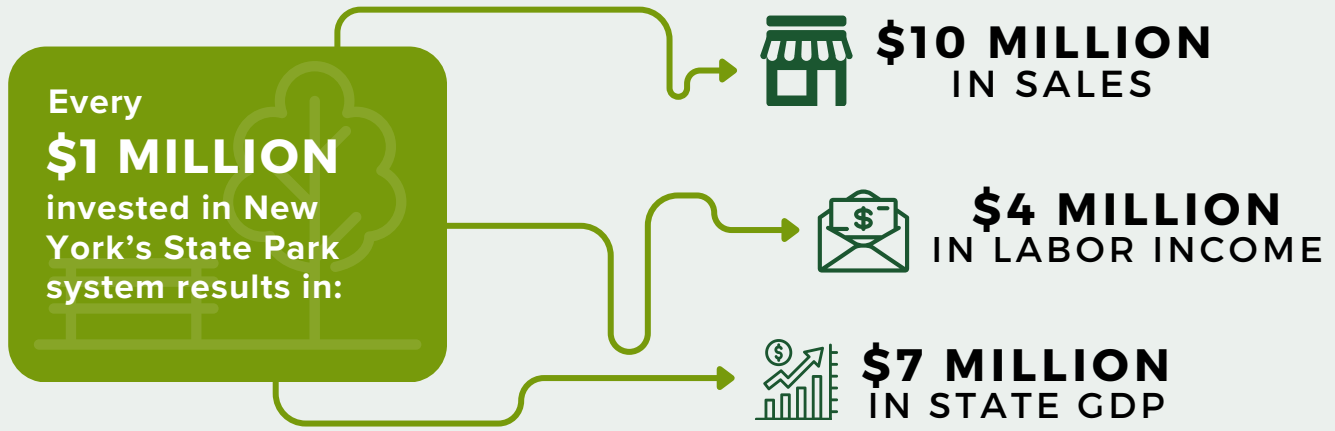 Every
$1 MILLION
invested in New
York’s State Park
system results in:
$10 MILLION
IN SALES
$
$4 MILLION
IN LABOR INCOME
$
$7 MILLION
IN STATE GDP